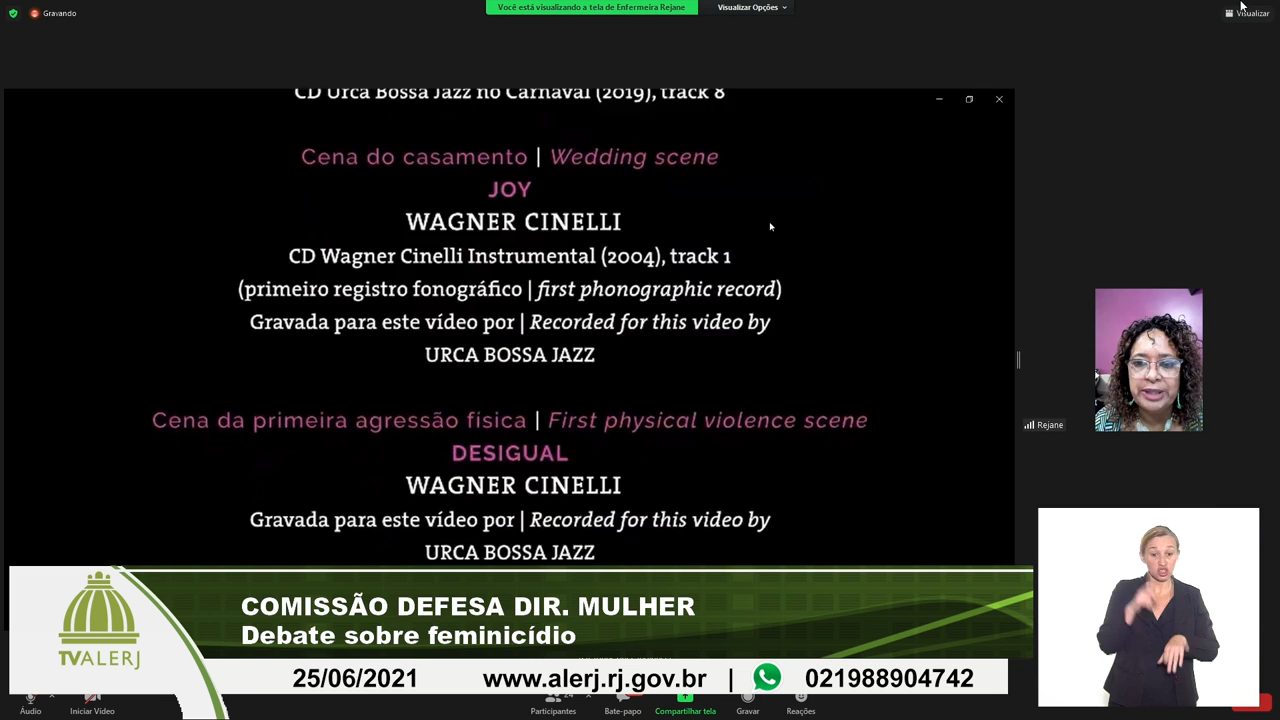 Gravando
Você está visualizando a tela de Enfermeira Rejane
Visualizar Opções
Visualizar
CD Urca Bossa Jazz no Carnaval (2019), track 8
Cena do casamento | Wedding scene
JOY
WAGNER CINELLI
CD Wagner Cinelli Instrumental (2004), track 1
(primeiro registro fonográfico | first phonographic record)
Gravada para este vídeo por | Recorded for this video by
URCA BOSSA JAZZ
Cena da primeira agressão física | First physical violence scene
DESIGUAL
WAGNER CINELLI
Gravada para este vídeo por | Recorded for this video by
URCA BOSSA JAZZ
Rejane
TVALERJ
COMISSÃO DEFESA DIR. MULHER
Debate sobre feminicídio
25/06/2021 www.alerj.rj.gov.br | 021988904742
Áudio
Iniciar Vídeo
Participantes
Bate-papo
Compartilhar tela
Gravar
Reações